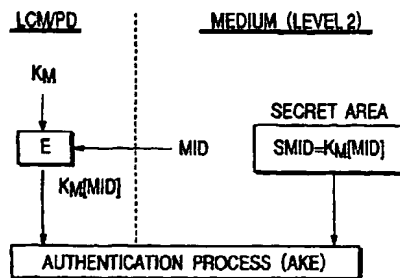 LCM/PD
MEDIUM (LEVEL 2)
KM
SECRET AREA
E
MID
SMID=KM[MID]
KM[MID]
AUTHENTICATION PROCESS (AKE)